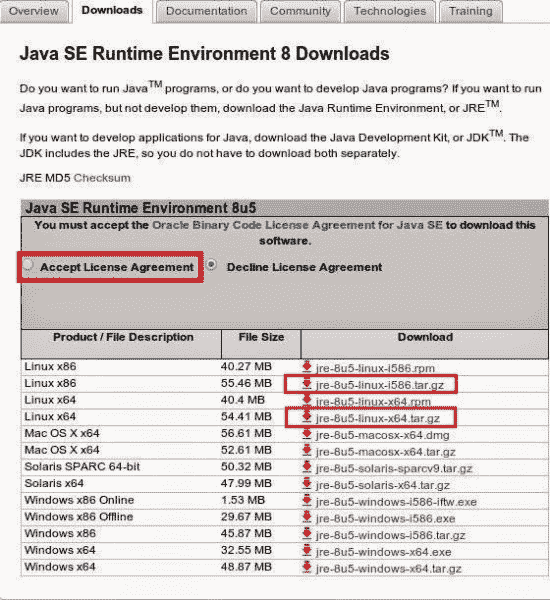 Overview Downloads Documentation Community Technologies Training
Java SE Runtime Environment 8 Downloads
Do you want to run Java™ programs, or do you want to develop Java programs? If you want to run
Java programs, but not develop them, download the Java Runtime Environment, or JRE™.
If you want to develop applications for Java, download the Java Development Kit, or JDK™. The
JDK includes the JRE, so you do not have to download both separately.
JRE MD5 Checksum
Java SE Runtime Environment 8u5
You must accept the Oracle Binary Code License Agreement for Java SE to download this
software.
Accept License Agreement Decline License Agreement
Product / File Description File Size Download
Linux x86 40.27 MB jre-8u5-linux-i586.rpm
Linux x86 55.46 MB jre-8u5-linux-i586.tar.gz
Linux x64 40.4 MB jre-8u5-linux-x64.rpm
Linux x64 54.41 MB jre-8u5-linux-x64.tar.gz
Mac OS X x64 56.61 MB jre-8u5-macosx-x64.dmg
Mac OS X x64 52.61 MB jre-8u5-macosx-x64.tar.gz
Solaris SPARC 64-bit 50.32 MB jre-8u5-solaris-sparcv9.tar.gz
Solaris x64 47.99 MB jre-8u5-solaris-x64.tar.gz
Windows x86 Online 1.53 MB jre-8u5-windows-i586-iftw.exe
Windows x86 Offline 29.67 MB jre-8u5-windows-i586.exe
Windows x86 45.87 MB jre-8u5-windows-i586.tar.gz
Windows x64 32.55 MB jre-8u5-windows-x64.exe
Windows x64 48.87 MB jre-8u5-windows-x64.tar.gz